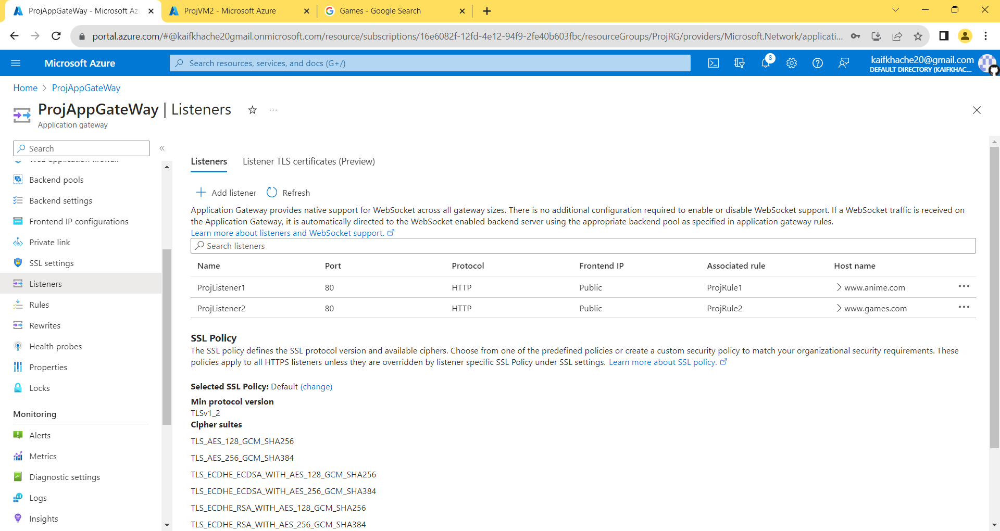 ProjAppGateWay - Microsoft Az
ProjVM2 - Microsoft Azure
Games - Google Search
portal.azure.com/#@kaifkhache20gmail.onmicrosoft.com/resource/subscriptions/16e6082f-12fd-4e12-94f9-2fe40b603fbc/resourceGroups/ProjRG/providers/Microsoft.Network/applicati...
Microsoft Azure
Search resources, services, and docs (G+/)
8
kaifkhache20@gmail.com
DEFAULT DIRECTORY (KAIFKHAC...
Home > ProjAppGateWay
ProjAppGateWay | Listeners
Application gateway
Search
Web application firewall
Backend pools
Backend settings
Frontend IP configurations
Private link
SSL settings
Listeners
Rules
Rewrites
Health probes
Properties
Locks
Monitoring
Alerts
Metrics
Diagnostic settings
Logs
Insights
Listeners Listener TLS certificates (Preview)
Add listener Refresh
Application Gateway provides native support for WebSocket across all gateway sizes. There is no additional configuration required to enable or disable WebSocket support. If a WebSocket traffic is received on
the Application Gateway, it is automatically directed to the WebSocket enabled backend server using the appropriate backend pool as specified in application gateway rules.
Learn more about listeners and WebSocket support.
Search listeners
Name Port Protocol Frontend IP Associated rule Host name
ProjListener1 80 HTTP Public ProjRule1 www.anime.com
ProjListener2 80 HTTP Public ProjRule2 www.games.com
SSL Policy
The SSL policy defines the SSL protocol version and available ciphers. Choose from one of the predefined policies or create a custom security policy to match your organizational security requirements. These
policies apply to all HTTPS listeners unless they are overridden by listener specific SSL Policy under SSL settings. Learn more about SSL policy.
Selected SSL Policy: Default (change)
Min protocol version
TLSv1_2
Cipher suites
TLS_AES_128_GCM_SHA256
TLS_AES_256_GCM_SHA384
TLS_ECDHE_ECDSA_WITH_AES_128_GCM_SHA256
TLS_ECDHE_ECDSA_WITH_AES_256_GCM_SHA384
TLS_ECDHE_RSA_WITH_AES_128_GCM_SHA256
TLS_ECDHE_RSA_WITH_AES_256_GCM_SHA384